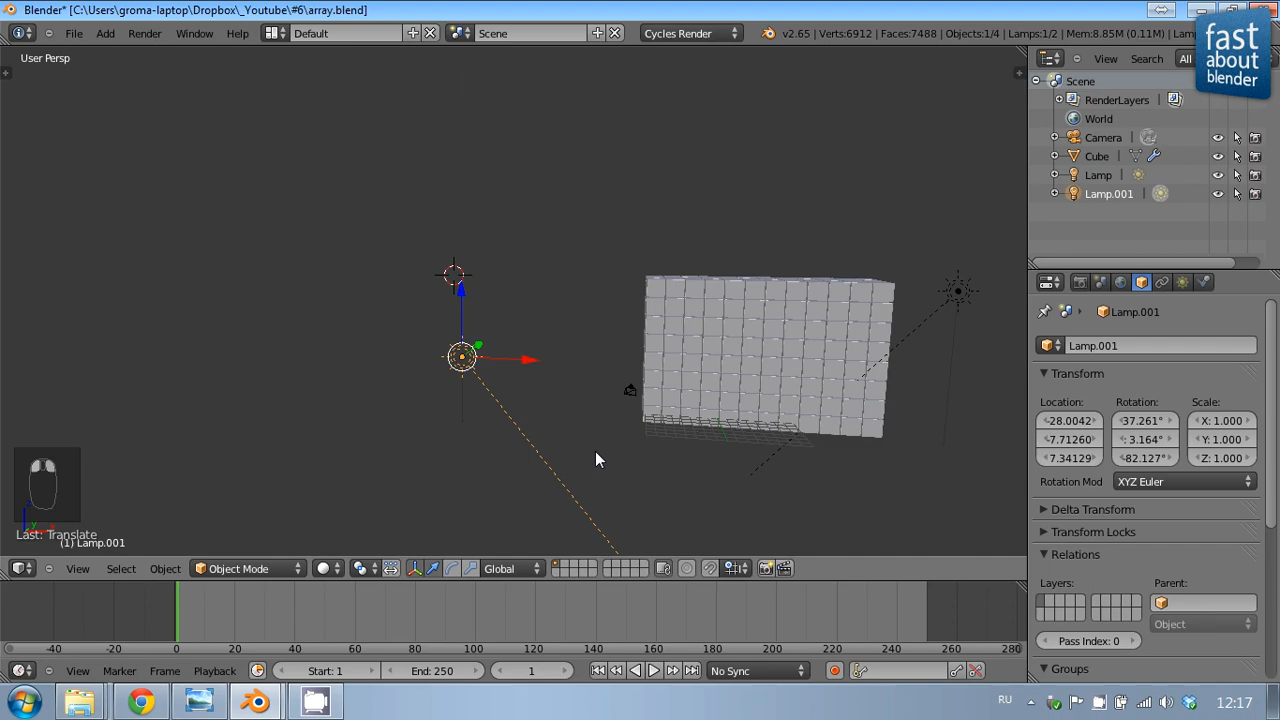 Blender* [C:\Users\groma-laptop\Dropbox\_Youtube\#6\array.blend]
File Add Render Window Help Default Scene Cycles Render v2.65 | Verts:6912 | Faces:7488 | Objects:1/4 | Lamps:1/2 | Mem:8.85M (0.11M) |
fast
about
blender
User Persp
View Search All
Scene
RenderLayers
World
Camera
Cube
Lamp
Lamp.001
Lamp.001
Lamp.001
Transform
Location: Rotation: Scale:
-28.0042 37.261° X: 1.000
-7.71260 : 3.164° Y: 1.000
7.34129 82.127° Z: 1.000
Rotation Mod XYZ Euler
Delta Transform
Transform Locks
Relations
Layers: Parent:
Object
Pass Index: 0
Groups
Last: Translate
(1) Lamp.001
View Select Object Object Mode Global
-40 -20 0 20 40 60 80 100 120 140 160 180 200 220 240 260 280
View Marker Frame Playback Start: 1 End: 250 1 No Sync
RU 12:17